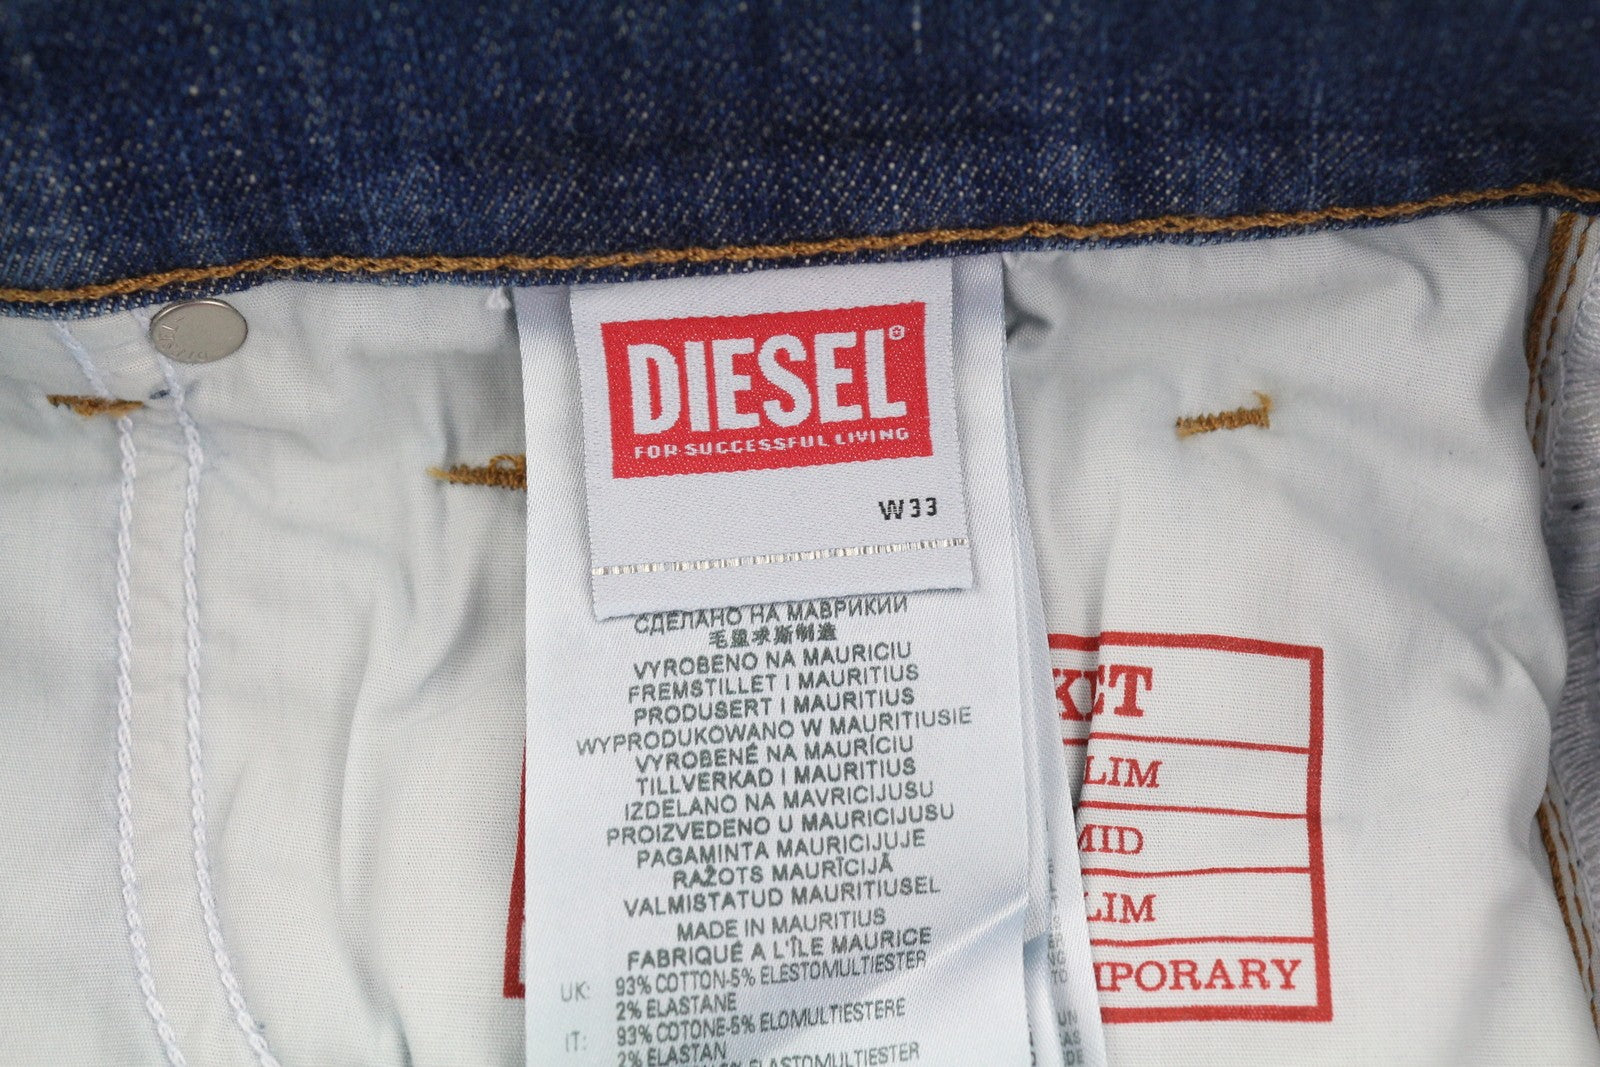 DIESEL
FOR SUCCESSFUL LIVING
W33
СДЕЛАНО НА МАВРИКИЙ
毛里求斯制造
VYROBENO NA MAURICIU
FREMSTILLET I MAURITIUS
PRODUSERT I MAURITIUS
WYPRODUKOWANO W MAURITIUSIE
VYROBENÉ NA MAURÍCIU
TILLVERKAD I MAURITIUS
IZDELANO NA MAVRICIJUSU
PROIZVEDENO U MAURICIJUSU
PAGAMINTA MAURICIJUJE
RAŽOTS MAURĪCIJĀ
VALMISTATUD MAURITIUSEL
MADE IN MAURITIUS
FABRIQUÉ A L'ÎLE MAURICE
UK: 93% COTTON-5% ELESTOMULTIESTER
2% ELASTANE
IT: 93% COTONE-5% ELOMULTIESTERE
2% ELASTAN
KET
LIM
MID
LIM
MPORARY